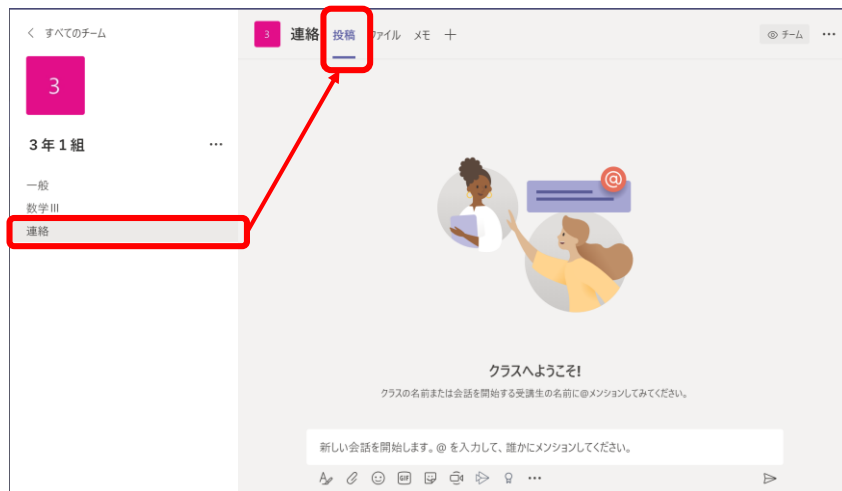 すべてのチーム
3
3年1組
一般
数学III
連絡
3 連絡 投稿 ファイル メモ
チーム
@
クラスへようこそ!
クラスの名前または会話を開始する受講生の名前に@メンションしてみてください。
新しい会話を開始します。@ を入力して、誰かにメンションしてください。
GIF